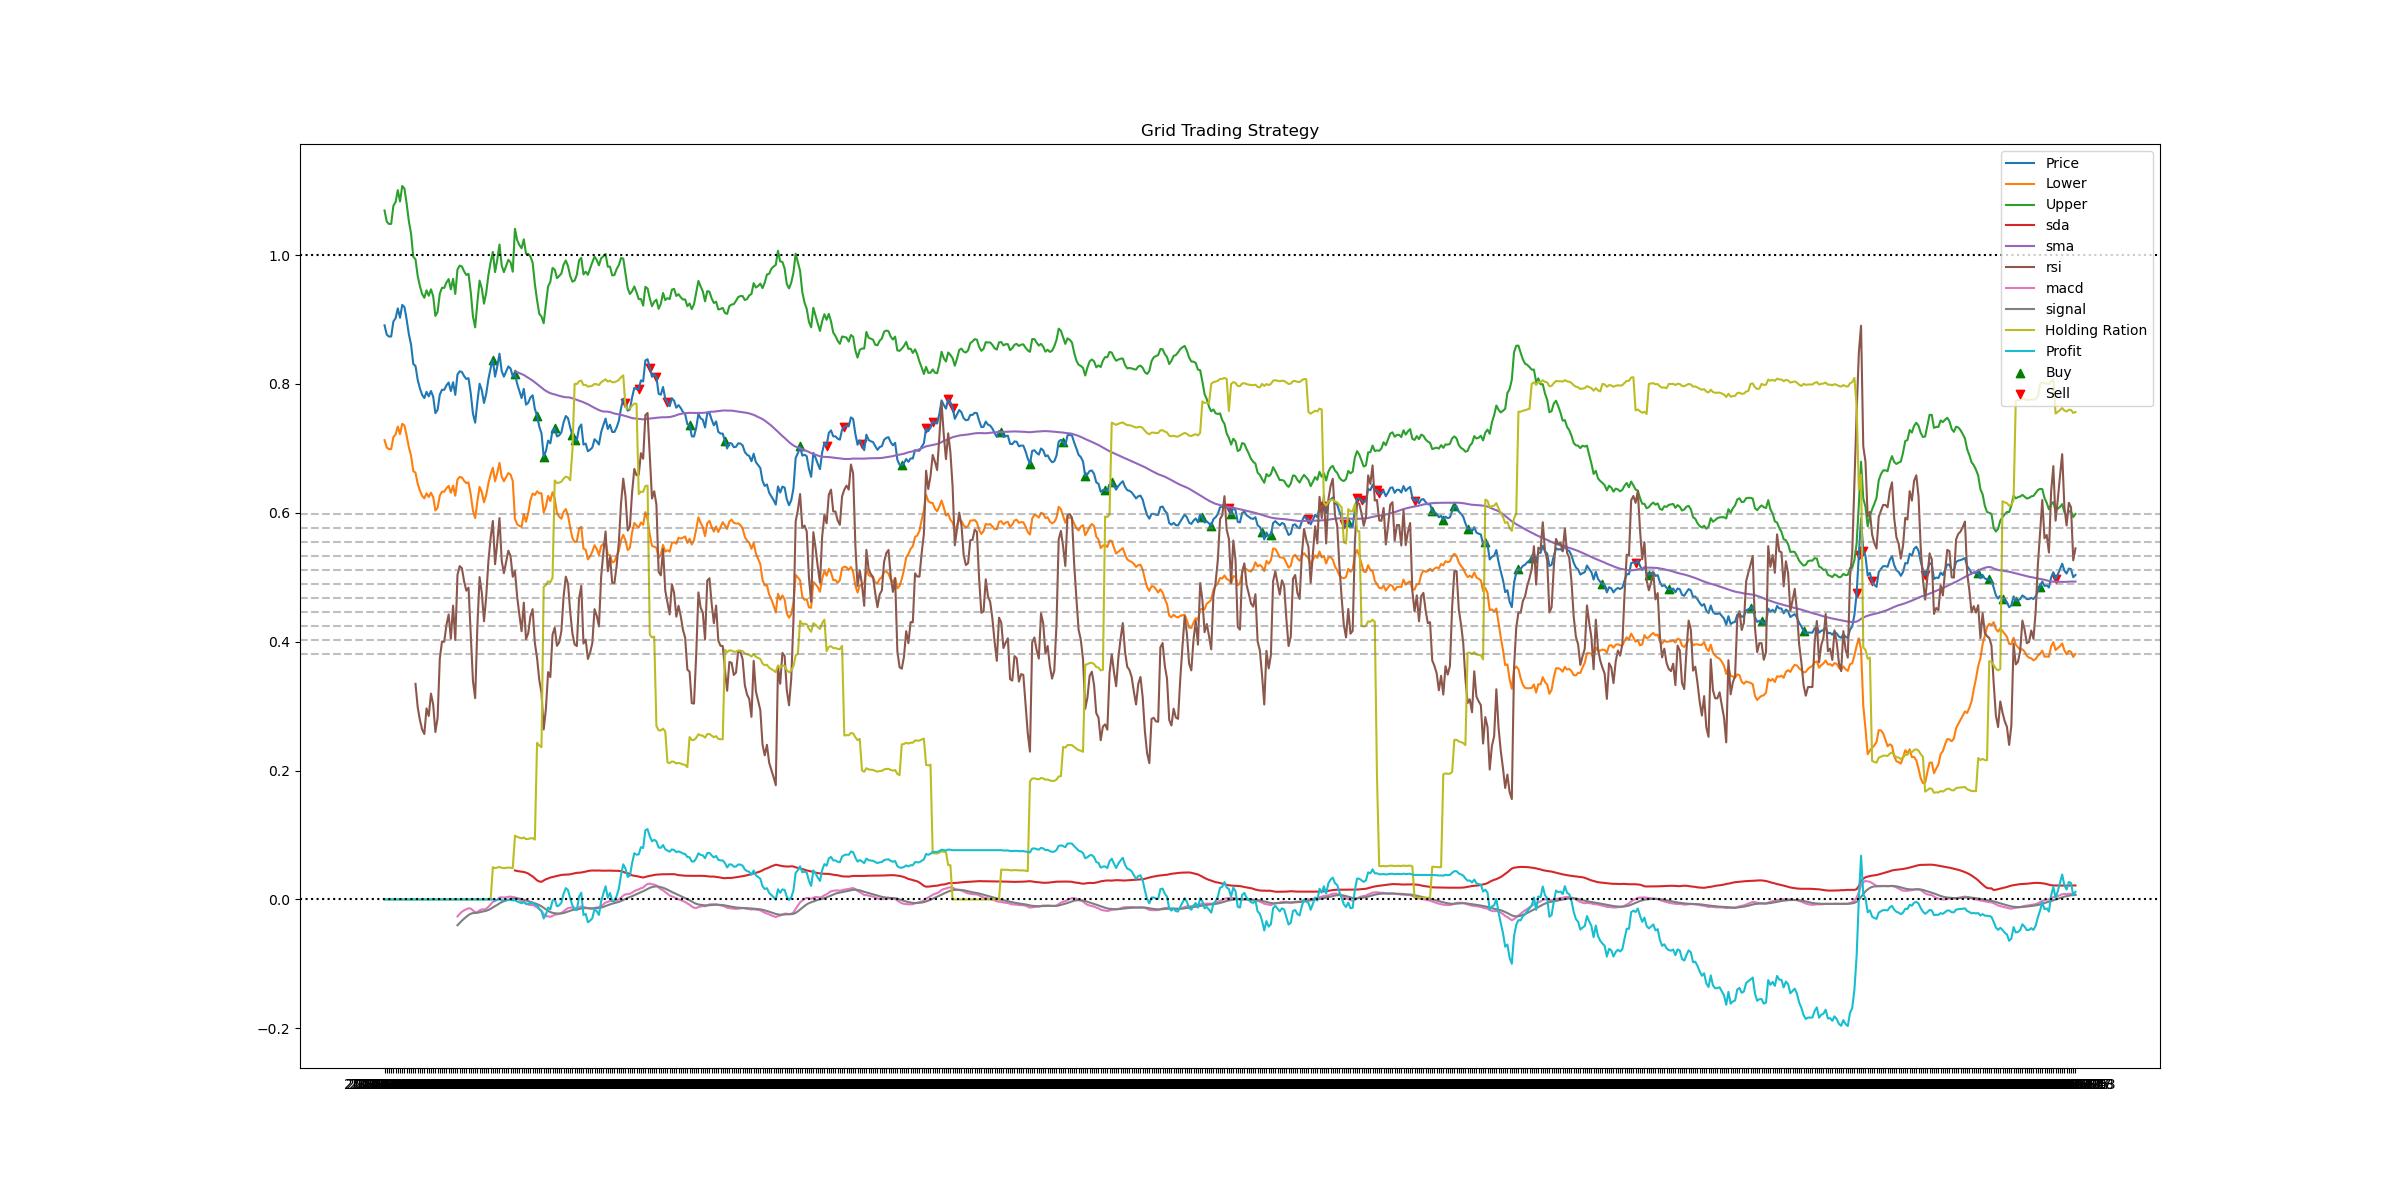 Grid Trading Strategy
Price
Lower
Upper
sda
sma
rsi
macd
signal
Holding Ration
Profit
Buy
Sell
1.0
0.8
0.6
0.4
0.2
0.0
−0.2